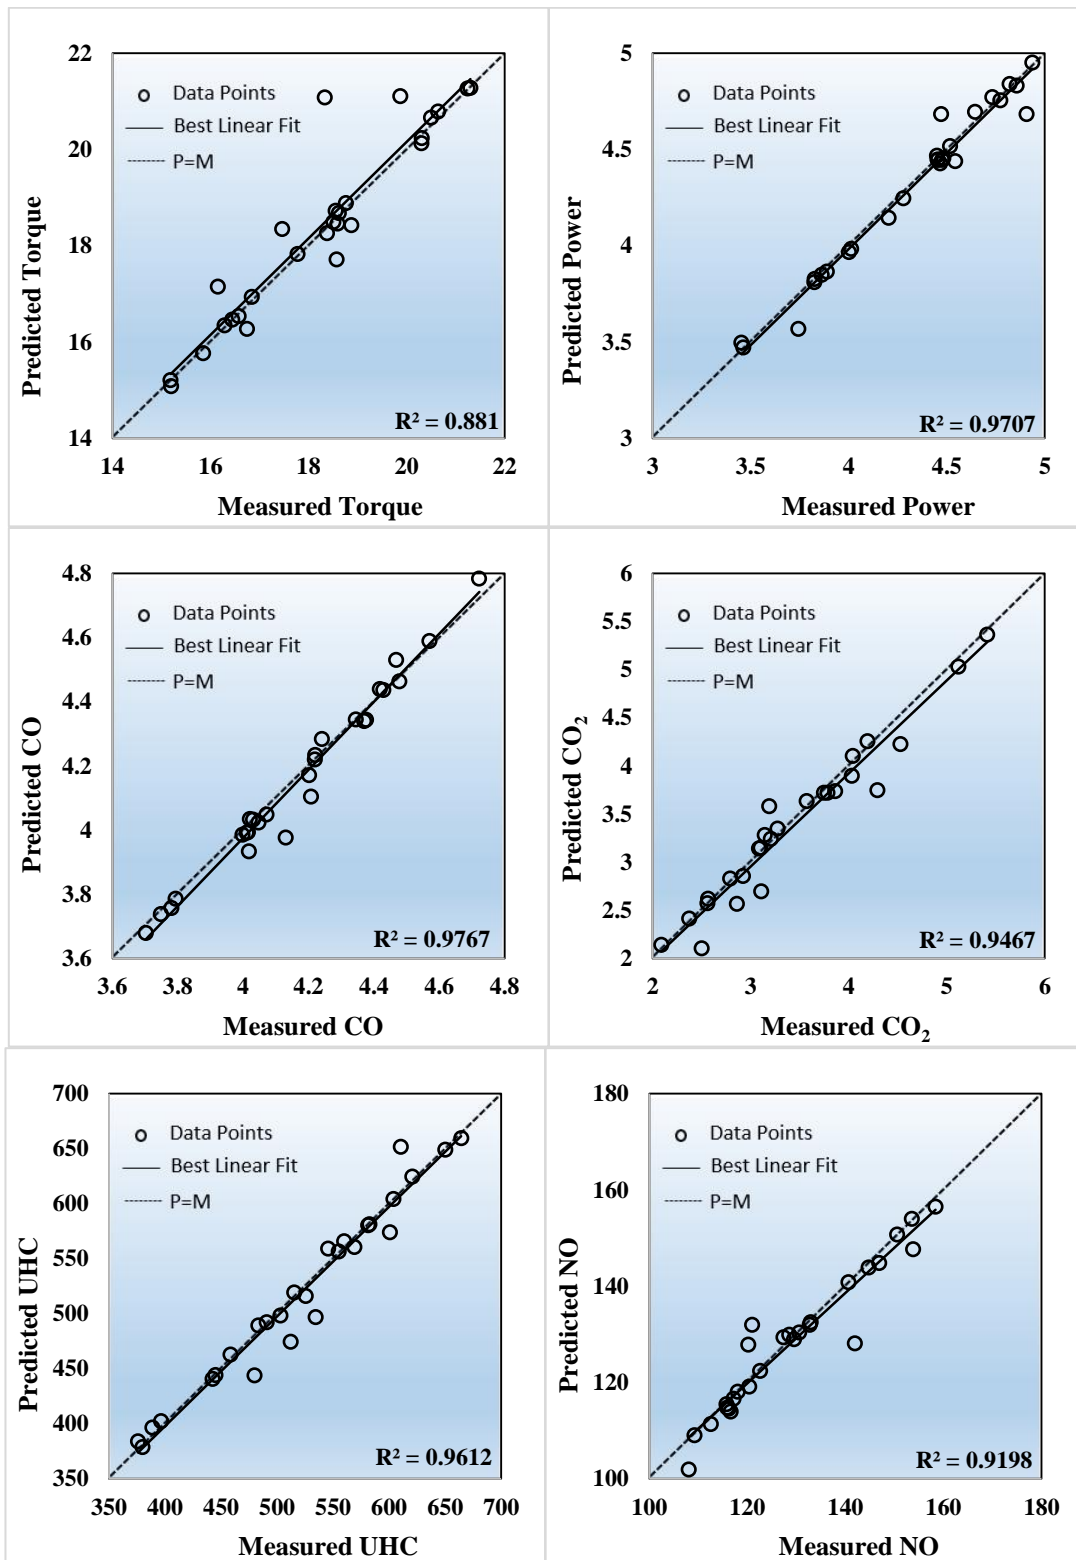 22
20
18
16
14
Predicted Torque
Data Points
Best Linear Fit
P=M
R² = 0.881
14 16 18 20 22
Measured Torque
5
4.5
4
3.5
3
Predicted Power
Data Points
Best Linear Fit
P=M
R² = 0.9707
3 3.5 4 4.5 5
Measured Power
4.8
4.6
4.4
4.2
4
3.8
3.6
Predicted CO
Data Points
Best Linear Fit
P=M
R² = 0.9767
3.6 3.8 4 4.2 4.4 4.6 4.8
Measured CO
6
5.5
5
4.5
4
3.5
3
2.5
2
Predicted CO₂
Data Points
Best Linear Fit
P=M
R² = 0.9467
2 3 4 5 6
Measured CO₂
700
650
600
550
500
450
400
350
Predicted UHC
Data Points
Best Linear Fit
P=M
R² = 0.9612
350 400 450 500 550 600 650 700
Measured UHC
180
160
140
120
100
Predicted NO
Data Points
Best Linear Fit
P=M
R² = 0.9198
100 120 140 160 180
Measured NO